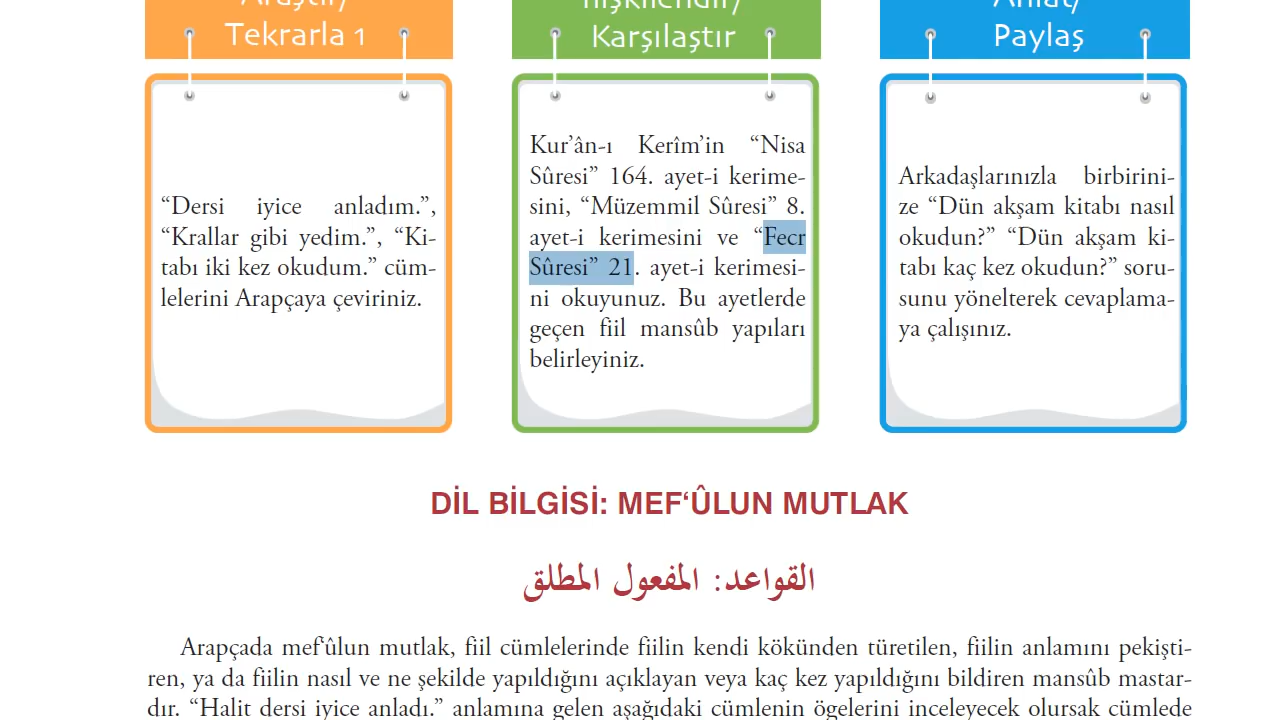 Araştır/
Tekrarla 1
“Dersi iyice anladım.”,
“Krallar gibi yedim.”, “Ki-
tabı iki kez okudum.” cüm-
lelerini Arapçaya çeviriniz.
İlişkilendir/
Karşılaştır
Kur’ân-ı Kerîm’in “Nisa
Sûresi” 164. ayet-i kerime-
sini, “Müzemmil Sûresi” 8.
ayet-i kerimesini ve “Fecr
Sûresi” 21. ayet-i kerimesi-
ni okuyunuz. Bu ayetlerde
geçen fiil mansûb yapıları
belirleyiniz.
Anlat/
Paylaş
Arkadaşlarınızla birbirini-
ze “Dün akşam kitabı nasıl
okudun?” “Dün akşam ki-
tabı kaç kez okudun?” soru-
sunu yönelterek cevaplama-
ya çalışınız.
DİL BİLGİSİ: MEF‘ÛLUN MUTLAK
القواعد: المفعول المطلق
Arapçada mef‘ûlun mutlak, fiil cümlelerinde fiilin kendi kökünden türetilen, fiilin anlamını pekişti-
ren, ya da fiilin nasıl ve ne şekilde yapıldığını açıklayan veya kaç kez yapıldığını bildiren mansûb mastar-
dır. “Halit dersi iyice anladı.” anlamına gelen aşağıdaki cümlenin ögelerini inceleyecek olursak cümlede